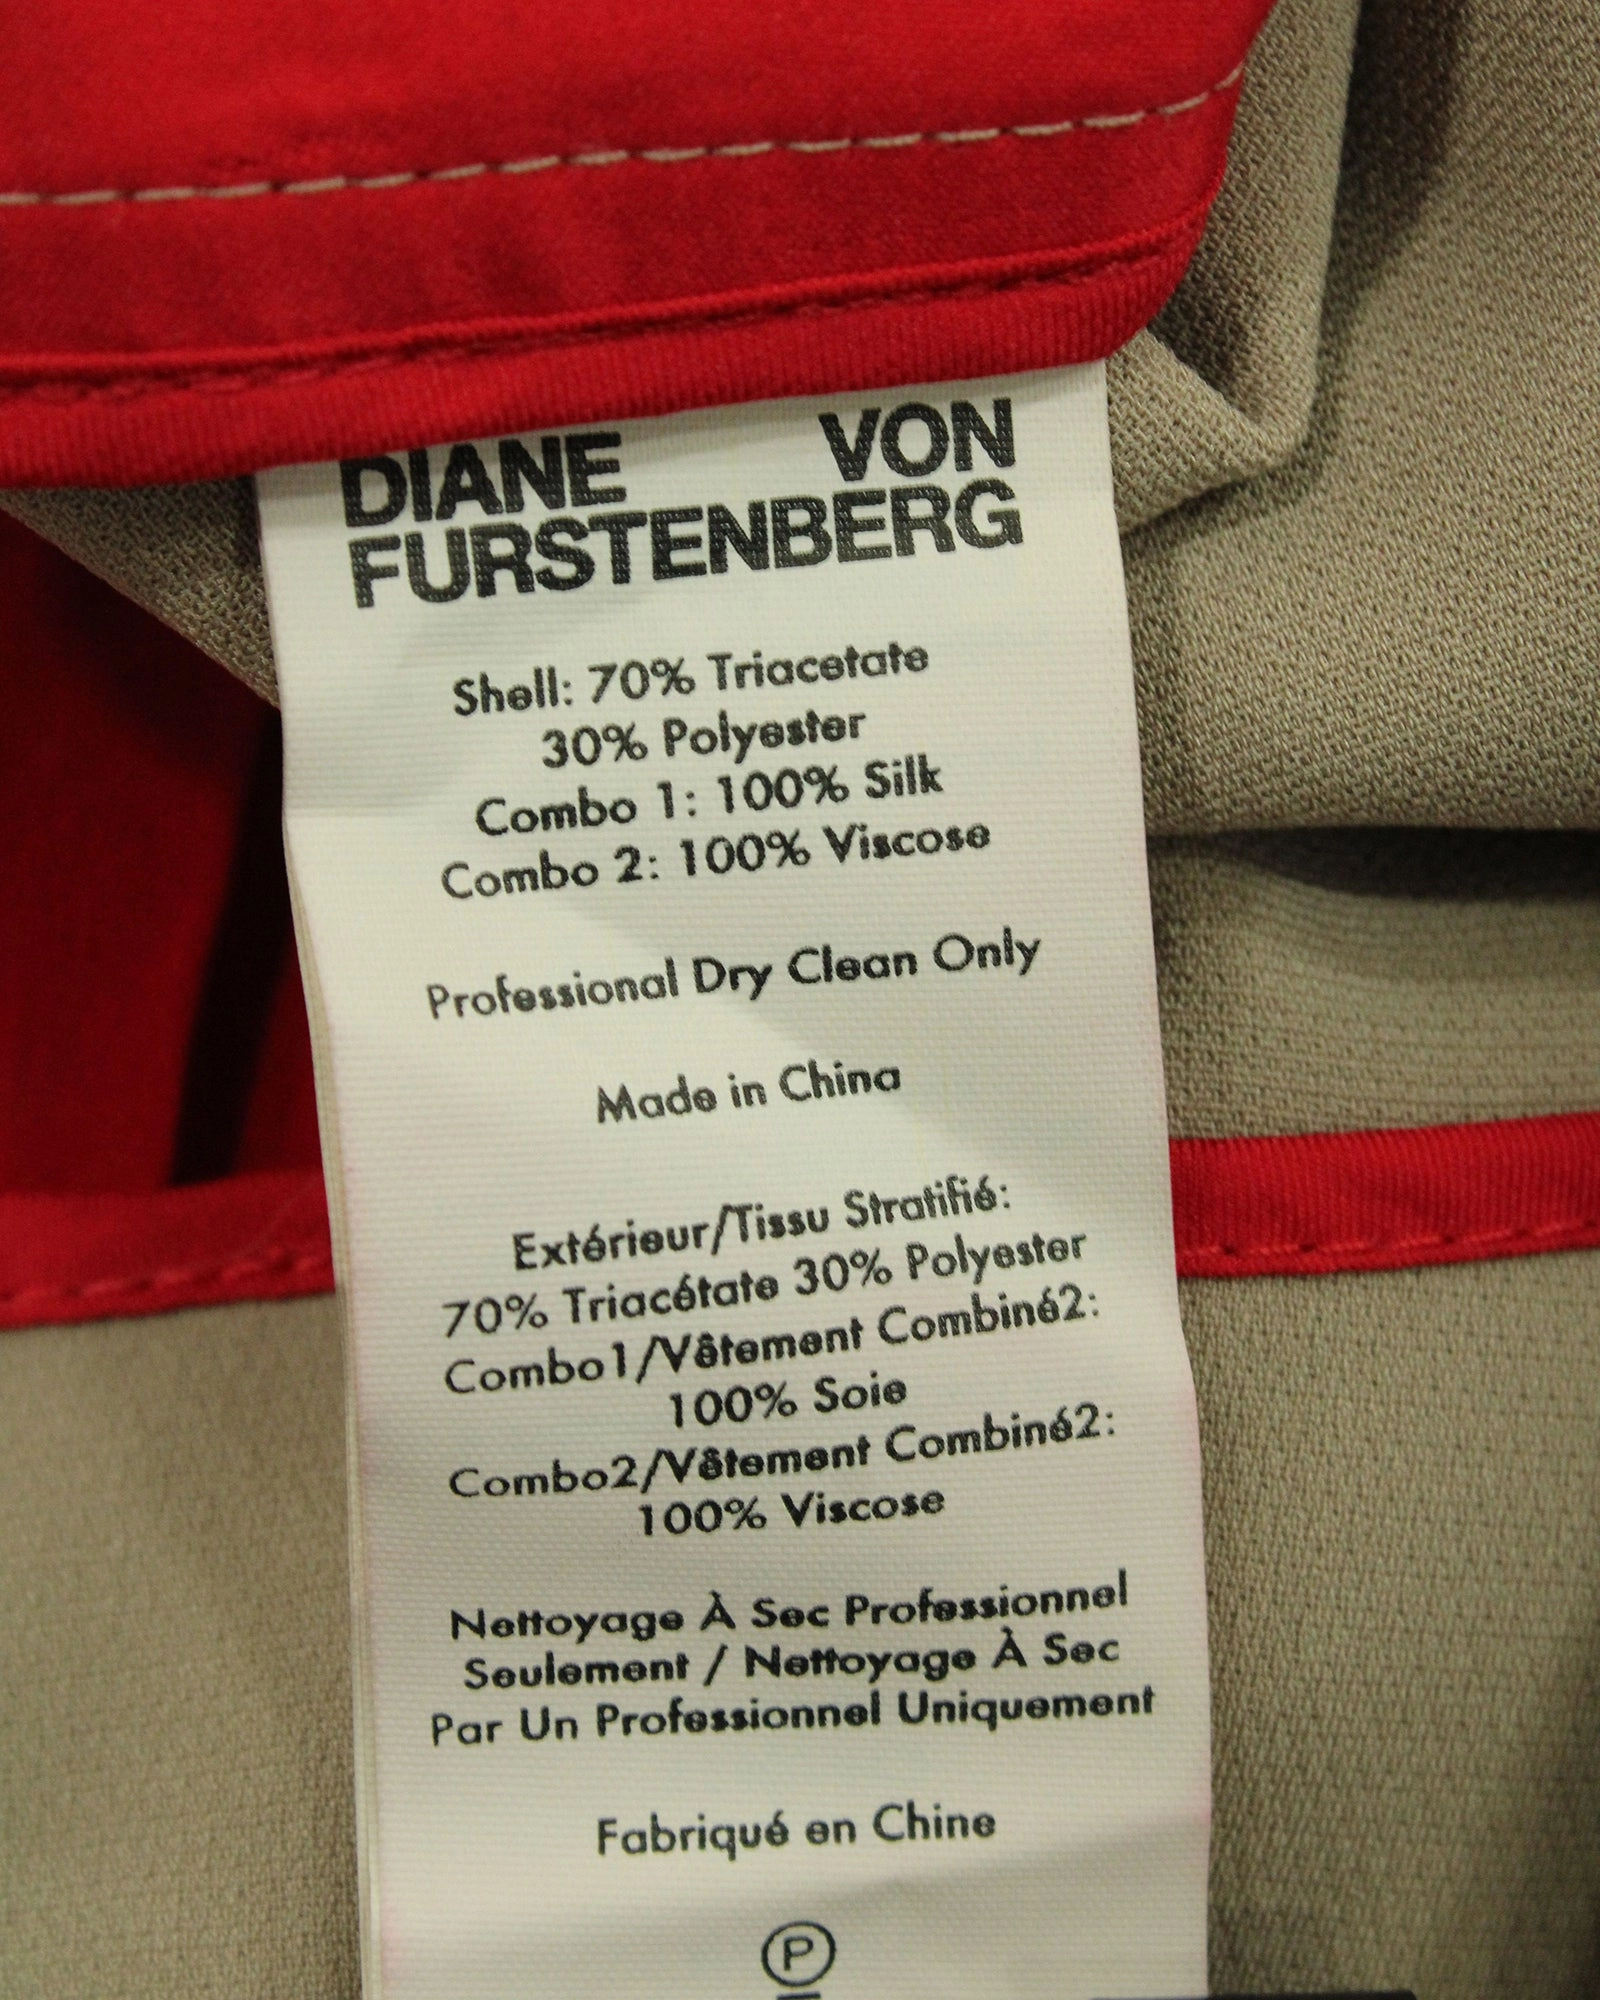 DIANE VON
FURSTENBERG
Shell: 70% Triacetate
30% Polyester
Combo 1: 100% Silk
Combo 2: 100% Viscose
Professional Dry Clean Only
Made in China
Extérieur/Tissu Stratifié:
70% Triacétate 30% Polyester
Combo1/Vêtement Combiné2:
100% Soie
Combo2/Vêtement Combiné2:
100% Viscose
Nettoyage À Sec Professionnel
Seulement / Nettoyage À Sec
Par Un Professionnel Uniquement
Fabriqué en Chine
P